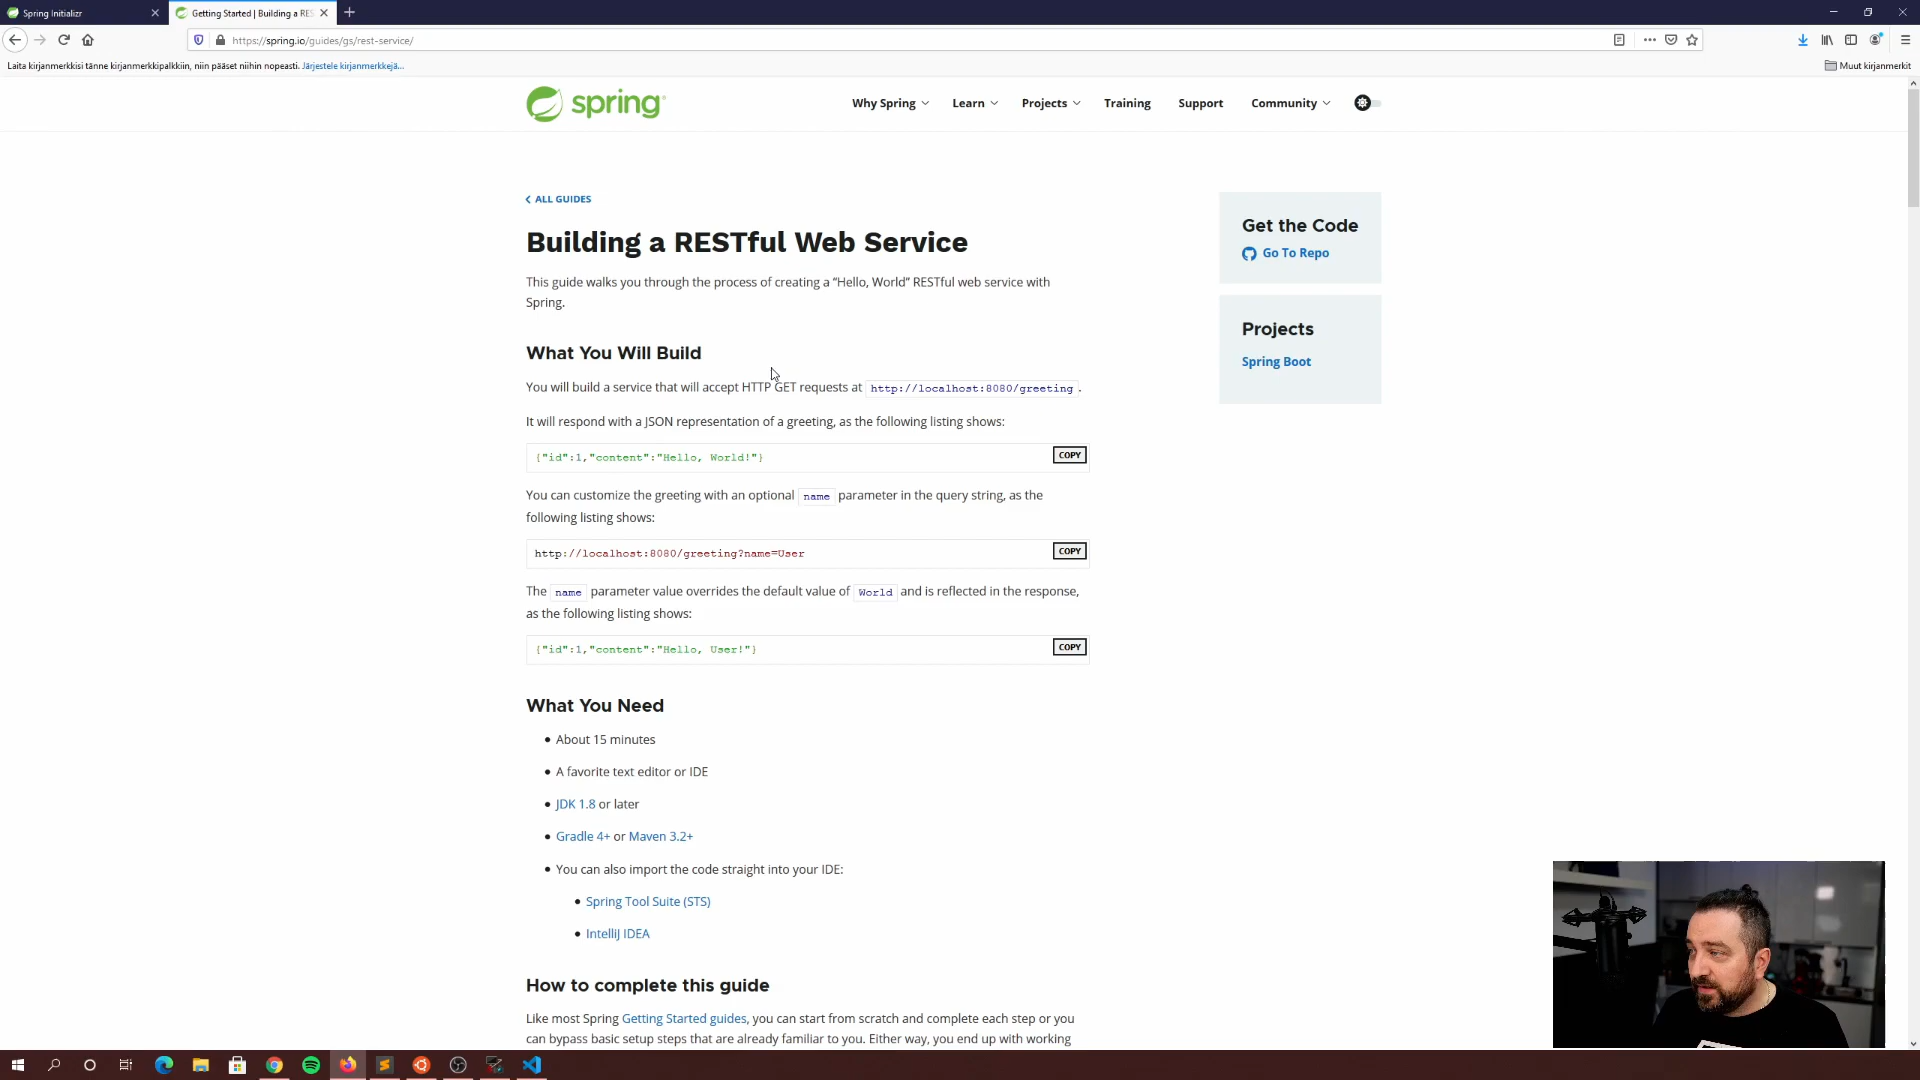 Spring Initializr
Getting Started | Building a RES
https://spring.io/guides/gs/rest-service/
Laita kirjanmerkkisi tänne kirjanmerkkipalkkiin, niin pääset niihin nopeasti. Järjestele kirjanmerkkejä...
Muut kirjanmerkit
spring
Why Spring
Learn
Projects
Training
Support
Community
ALL GUIDES
Building a RESTful Web Service
This guide walks you through the process of creating a “Hello, World” RESTful web service with
Spring.
What You Will Build
You will build a service that will accept HTTP GET requests at http://localhost:8080/greeting .
It will respond with a JSON representation of a greeting, as the following listing shows:
{"id":1,"content":"Hello, World!"}
COPY
You can customize the greeting with an optional name parameter in the query string, as the
following listing shows:
http://localhost:8080/greeting?name=User
COPY
The name parameter value overrides the default value of World and is reflected in the response,
as the following listing shows:
{"id":1,"content":"Hello, User!"}
COPY
What You Need
About 15 minutes
A favorite text editor or IDE
JDK 1.8 or later
Gradle 4+ or Maven 3.2+
You can also import the code straight into your IDE:
Spring Tool Suite (STS)
IntelliJ IDEA
How to complete this guide
Like most Spring Getting Started guides, you can start from scratch and complete each step or you
can bypass basic setup steps that are already familiar to you. Either way, you end up with working
Get the Code
Go To Repo
Projects
Spring Boot